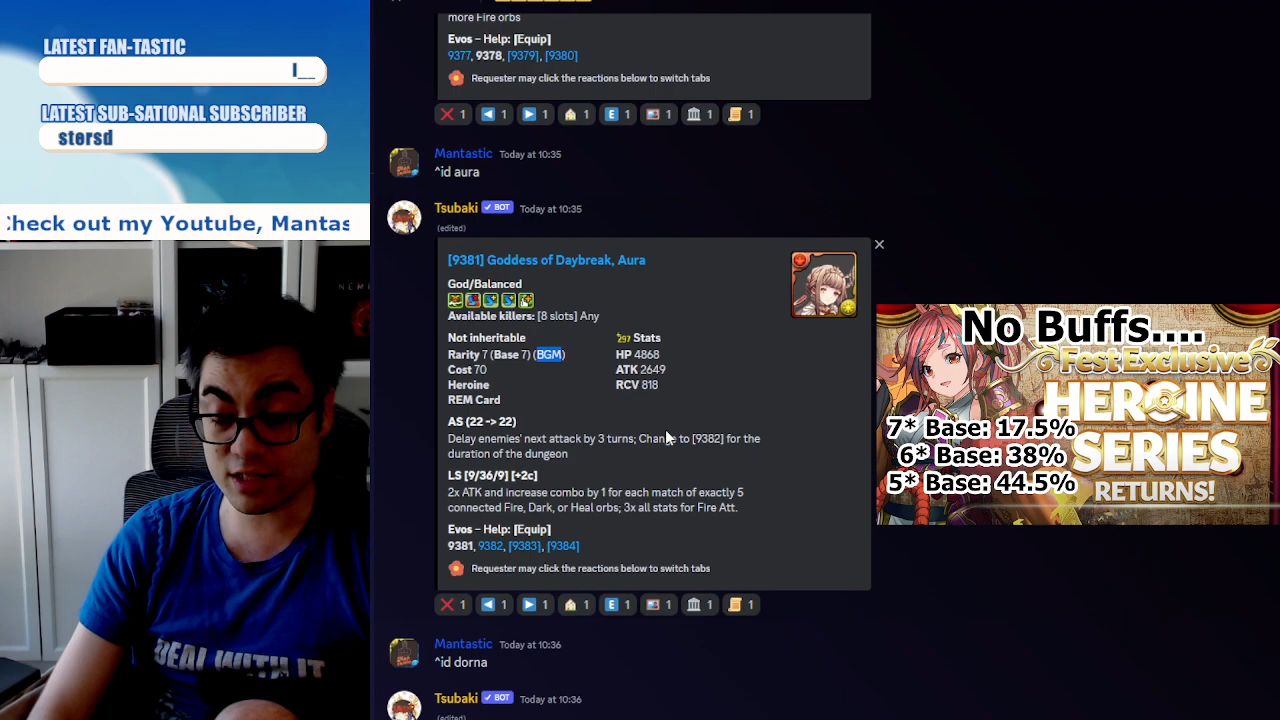 LATEST FAN-TASTIC
l__
LATEST SUB-SATIONAL SUBSCRIBER
stersd
Check out my Youtube, Mantas
DEAL WITH IT
more Fire orbs
Evos – Help: [Equip]
9377, 9378, [9379], [9380]
Requester may click the reactions below to switch tabs
1 1 1 1 E 1 1 1 1
Mantastic Today at 10:35
^id aura
Tsubaki ✓ BOT Today at 10:35
(edited)
[9381] Goddess of Daybreak, Aura
God/Balanced
Available killers: [8 slots] Any
Not inheritable
Rarity 7 (Base 7) (BGM)
Cost 70
Heroine
REM Card
297 Stats
HP 4868
ATK 2649
RCV 818
AS (22 -> 22)
Delay enemies' next attack by 3 turns; Change to [9382] for the
duration of the dungeon
LS [9/36/9] [+2c]
2x ATK and increase combo by 1 for each match of exactly 5
connected Fire, Dark, or Heal orbs; 3x all stats for Fire Att.
Evos – Help: [Equip]
9381, 9382, [9383], [9384]
Requester may click the reactions below to switch tabs
1 1 1 1 E 1 1 1 1
Mantastic Today at 10:36
^id dorna
Tsubaki ✓ BOT Today at 10:36
(edited)
No Buffs....
Fest Exclusive
HEROINE
SERIES
RETURNS!
7* Base: 17.5%
6* Base: 38%
5* Base: 44.5%